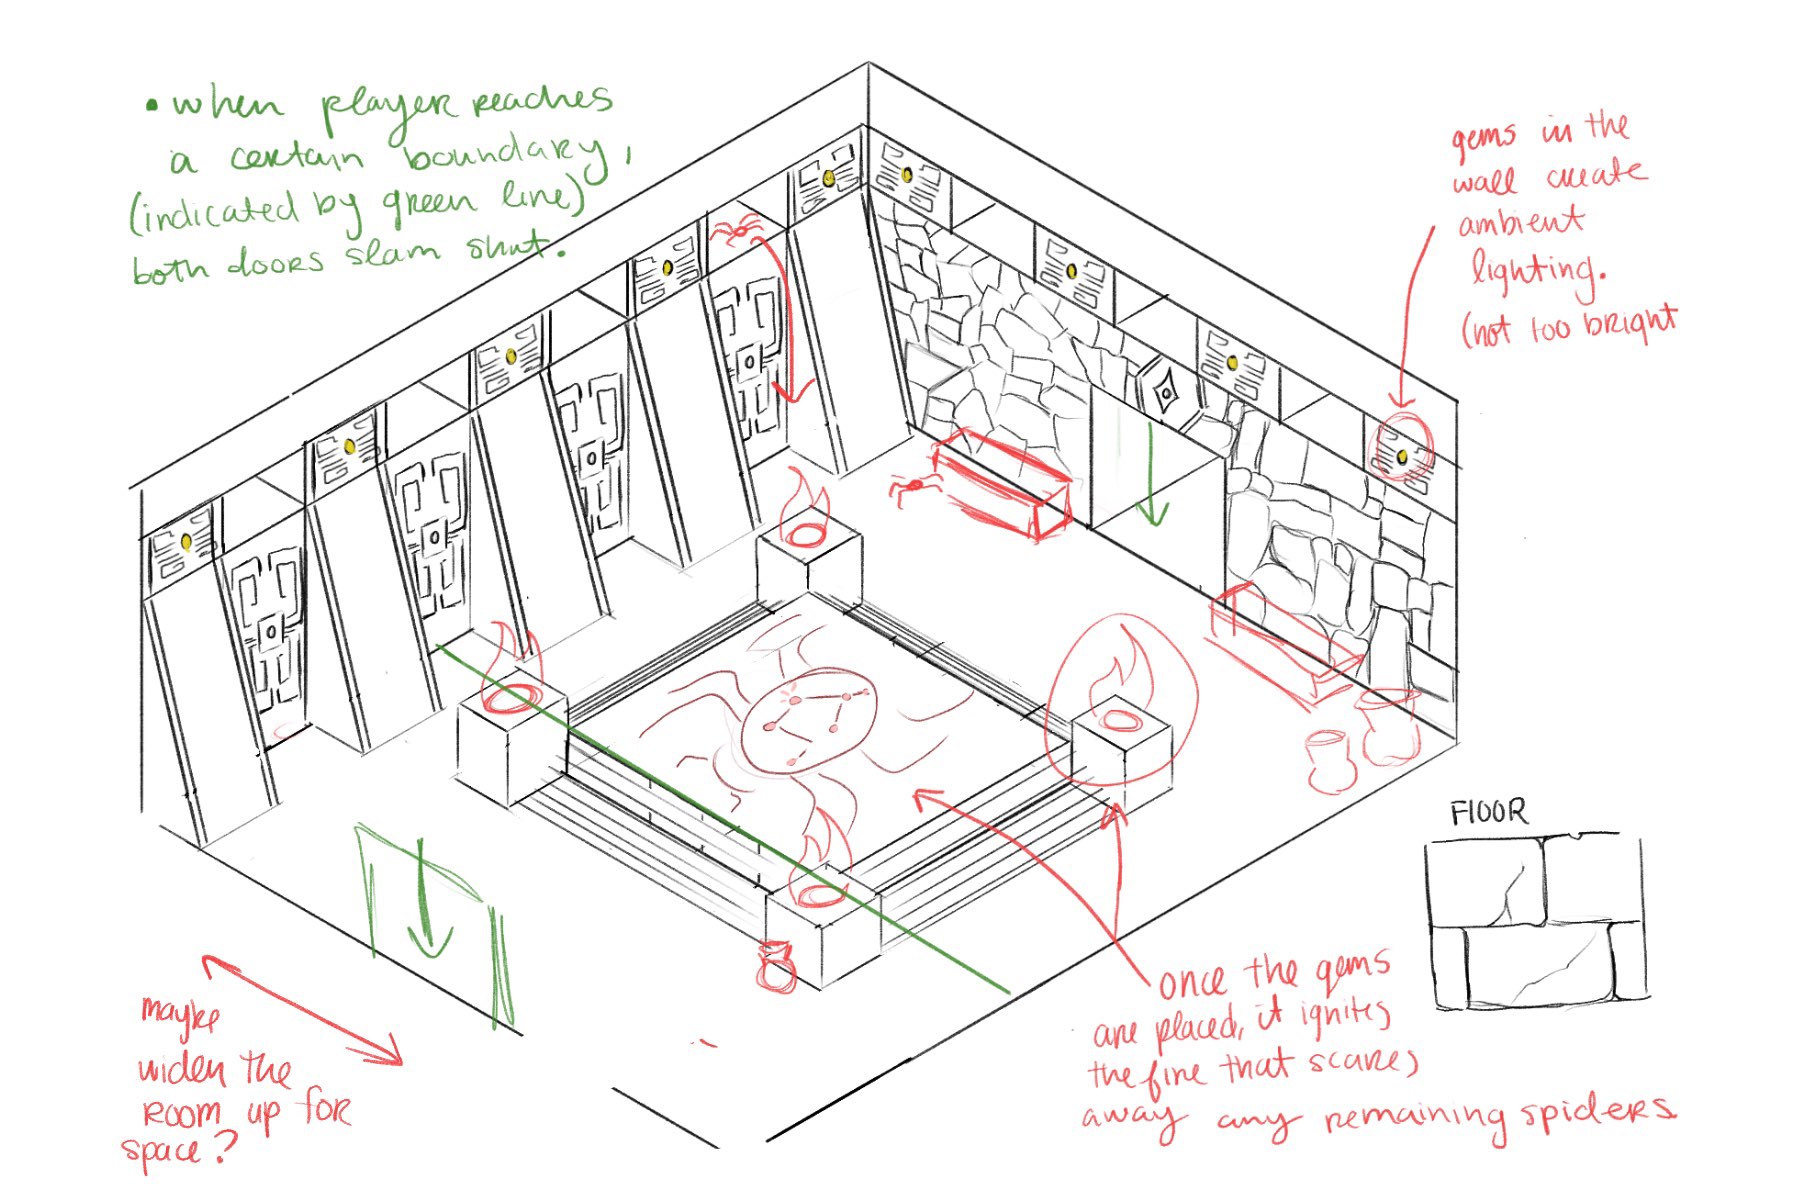 • when player reaches
a certain boundary,
(indicated by green line)
both doors slam shut.
gems in the
wall create
ambient
lighting.
(not too bright
FlOOR
maybe
widen the
room up for
space?
once the gems
are placed, it ignites
the fire that scares
away any remaining spiders